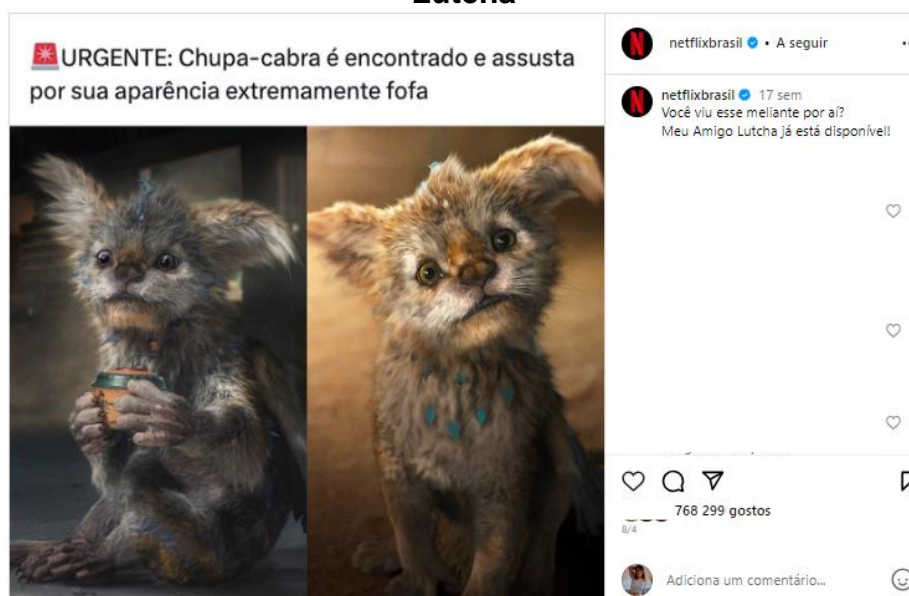 🚨URGENTE: Chupa-cabra é encontrado e assusta
por sua aparência extremamente fofa
netflixbrasil • A seguir
netflixbrasil 17 sem
Você viu esse meliante por aí?
Meu Amigo Lutcha já está disponível!
768 299 gostos
8/4
Adiciona um comentário...